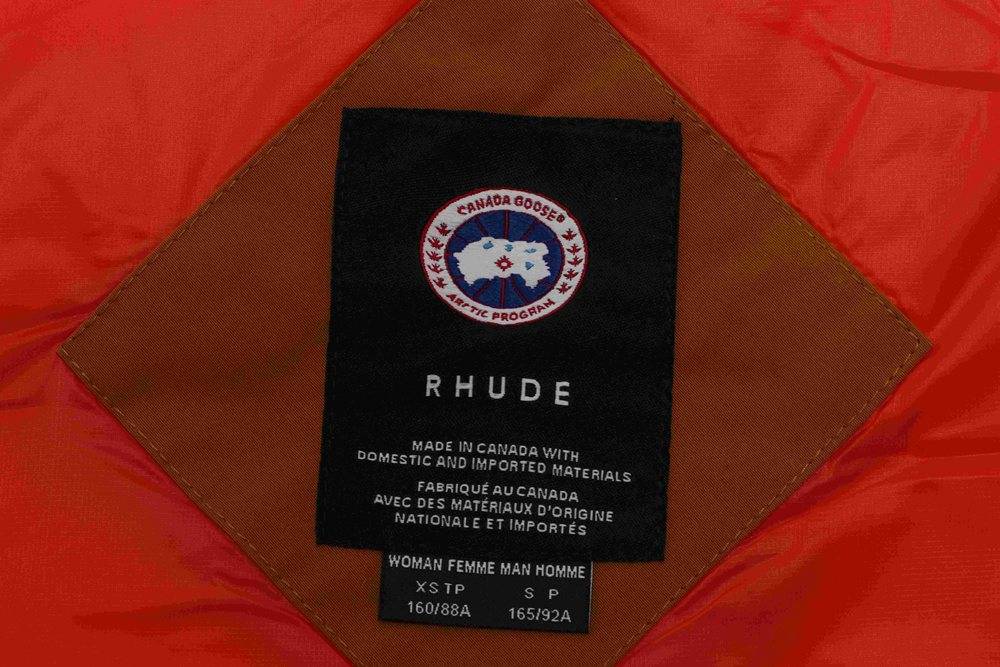 CANADA GOOSE®
ARCTIC PROGRAM
RHUDE
MADE IN CANADA WITH
DOMESTIC AND IMPORTED MATERIALS
FABRIQUÉ AU CANADA
AVEC DES MATÉRIAUX D'ORIGINE
NATIONALE ET IMPORTÉS
WOMAN FEMME MAN HOMME
XS TP S P
160/88A 165/92A